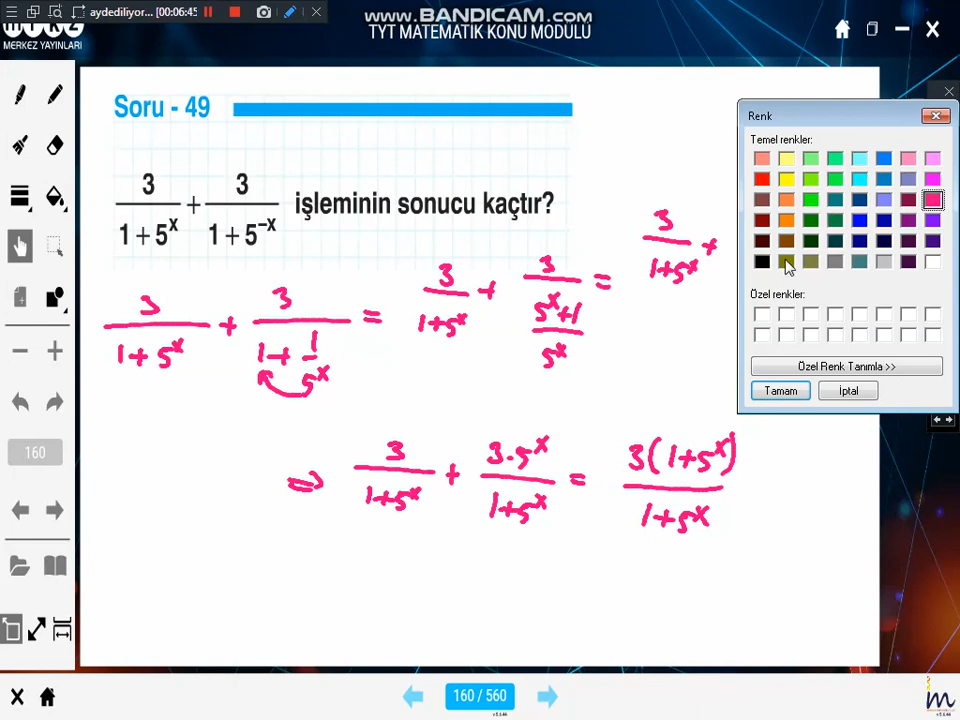 aydediliyor... [00:06:45
www.BANDICAM.com
MERKEZ YAYINLARI
TYT MATEMATİK KONU MODÜLÜ
Soru - 49
3/(1 + 5^x) + 3/(1 + 5^-x) işleminin sonucu kaçtır?
3/(1 + 5^x) + 3/(1 + 1/5^x) = 3/(1+5^x) + 3/((5^x+1)/5^x) = 3/(1+5^x) +
⇒ 3/(1+5^x) + 3·5^x/(1+5^x) = 3(1+5^x)/(1+5^x)
Renk
Temel renkler:
Özel renkler:
Özel Renk Tanımla >>
Tamam
İptal
160
160 / 560